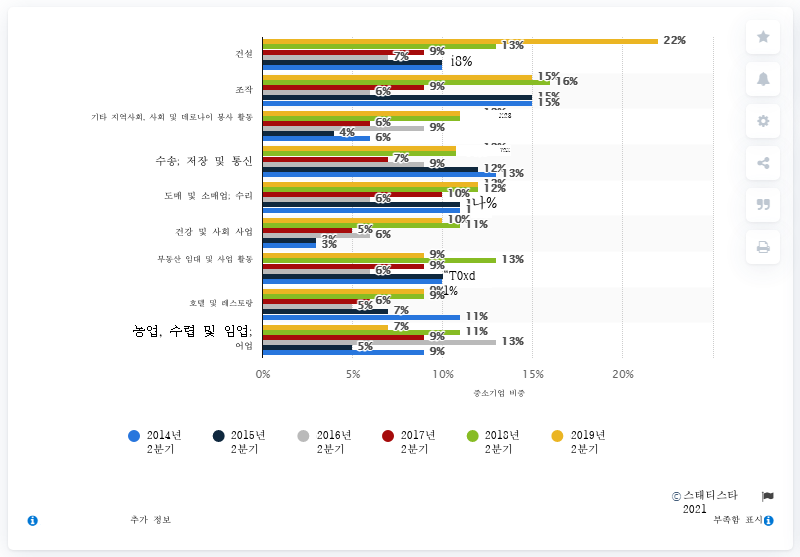 22%
13%
건설
9%
7%
i8%
15%
16%
조작
9%
6%
15%
15%
기타 지역사회, 사회 및 데로나이 봉사 활동
6%
9%
4%
6%
수송; 저장 및 통신
7%
9%
12%
13%
12%
도매 및 소매업; 수리
10%
6%
나%
10%
11%
건강 및 사회 사업
5%
6%
3%
9%
부동산 임대 및 사업 활동
13%
9%
6%
"T0xd
9%
호텔 및 레스토랑
6%
5%
7%
11%
7%
농업, 수렵 및 임업;
11%
9%
어업
13%
5%
9%
0% 5% 10% 15% 20%
중소기업 비중
2014년 2015년 2016년 2017년 2018년 2019년
2분기 2분기 2분기 2분기 2분기 2분기
© 스태티스타
2021
추가 정보 부족함 표시